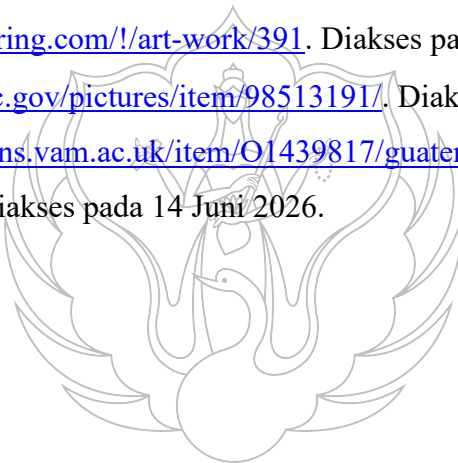 ring.com/!/art-work/391. Diakses pa
c.gov/pictures/item/98513191/. Diak
ns.vam.ac.uk/item/O1439817/guater
iakses pada 14 Juni 2026.